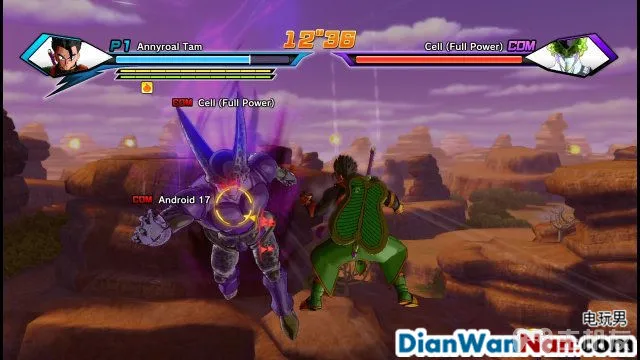 P1 Annyroal Tam
12"36
Cell (Full Power) COM
COM Cell (Full Power)
COM Android 17
电玩男
DianWanNan.com